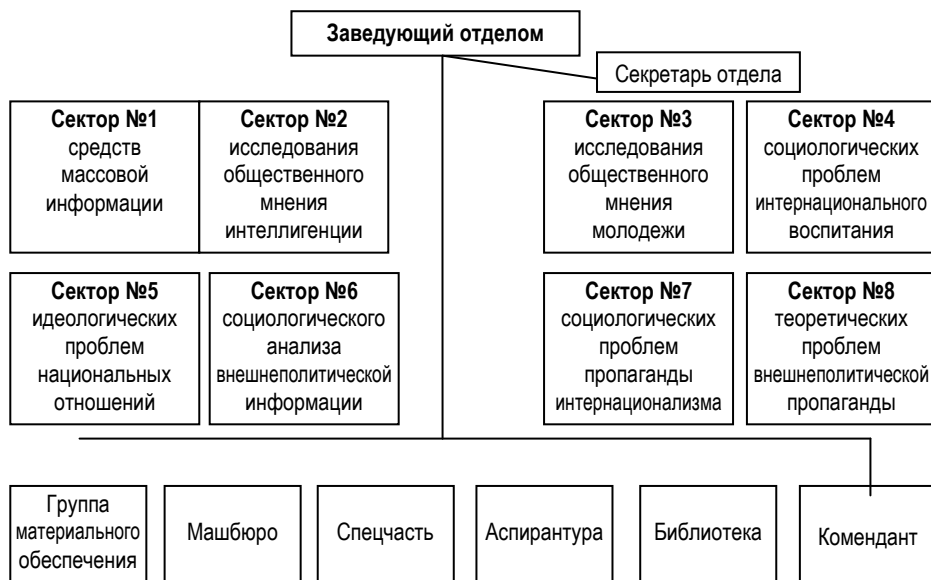 Заведующий отделом
Секретарь отдела
Сектор №1
средств
массовой
информации
Сектор №2
исследования
общественного
мнения
интеллигенции
Сектор №3
исследования
общественного
мнения
молодежи
Сектор №4
социологических
проблем
интернационального
воспитания
Сектор №5
идеологических
проблем
национальных
отношений
Сектор №6
социологического
анализа
внешнеполитической
информации
Сектор №7
социологических
проблем
пропаганды
интернационализма
Сектор №8
теоретических
проблем
внешнеполитической
пропаганды
Группа
материального
обеспечения
Машбюро
Спецчасть
Аспирантура
Библиотека
Комендант